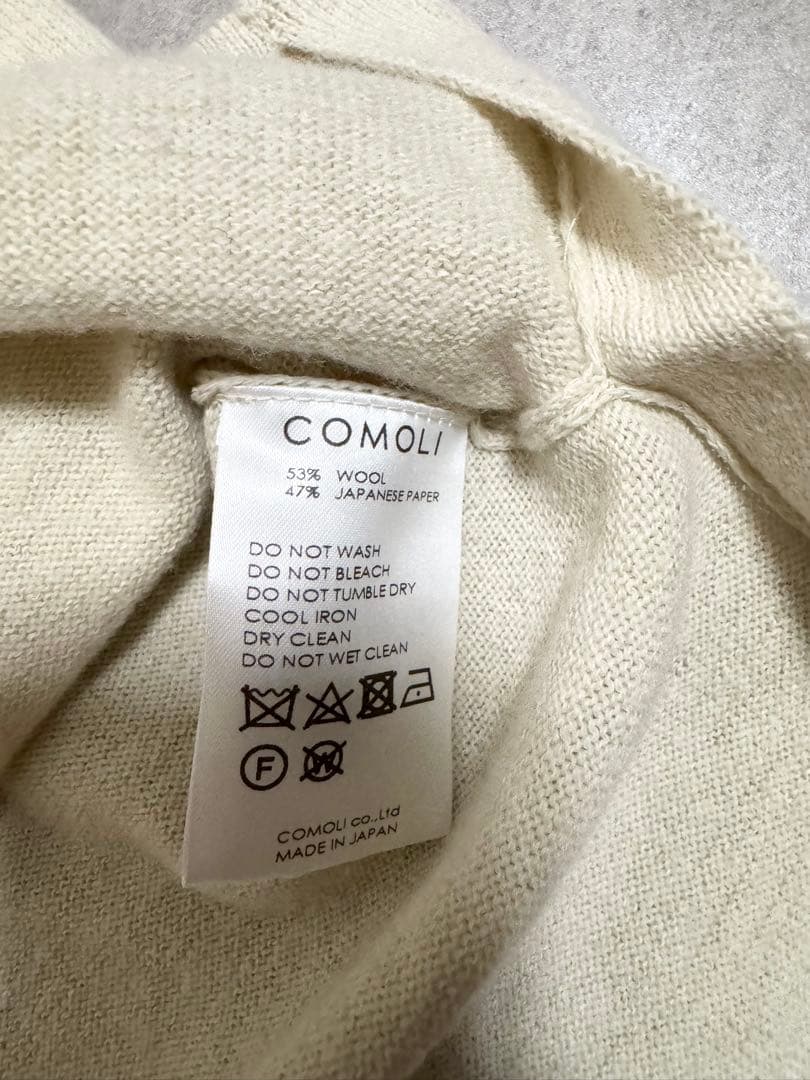 COMOLI
53% WOOL
47% JAPANESE PAPER
DO NOT WASH
DO NOT BLEACH
DO NOT TUMBLE DRY
COOL IRON
DRY CLEAN
DO NOT WET CLEAN
F W
COMOLI co.,Ltd
MADE IN JAPAN